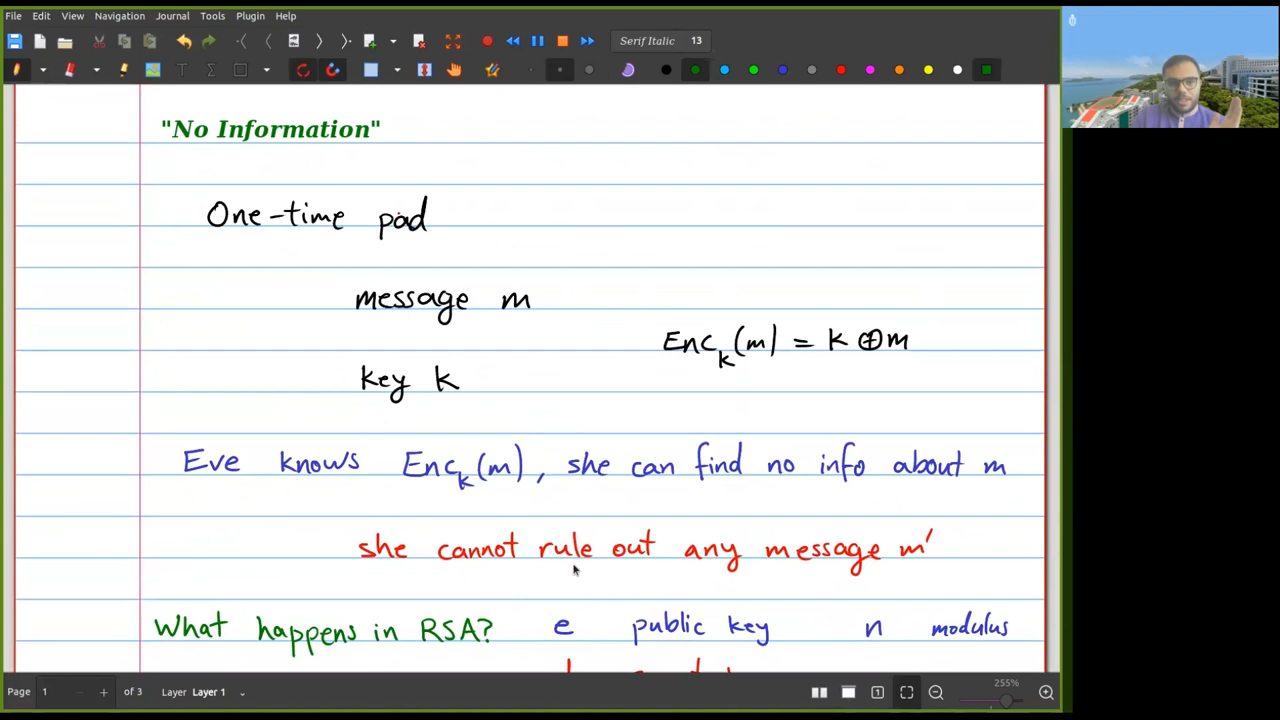 File Edit View Navigation Journal Tools Plugin Help
Serif Italic 13
"No Information"
One-time pad
message m
Enc_k(m) = k ⊕ m
key k
Eve knows Enc_k(m), she can find no info about m
she cannot rule out any message m'
What happens in RSA? e public key n modulus
Page 1 of 3 Layer Layer 1
255%